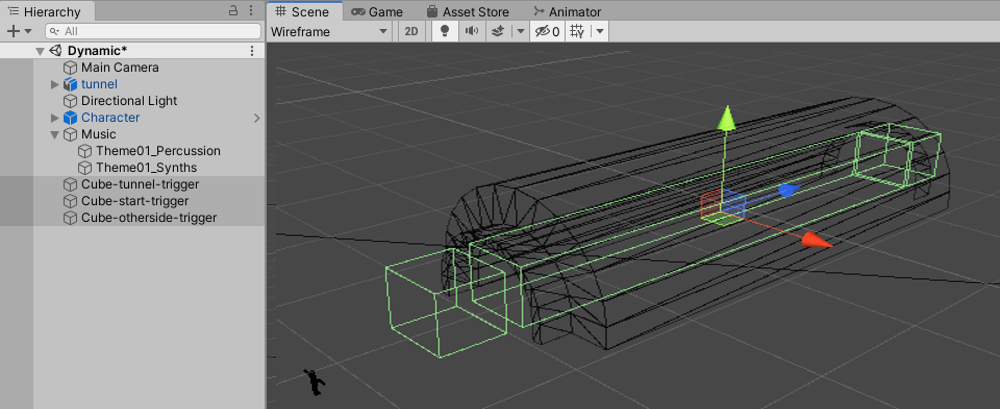 Hierarchy
All
Dynamic*
Main Camera
tunnel
Directional Light
Character
Music
Theme01_Percussion
Theme01_Synths
Cube-tunnel-trigger
Cube-start-trigger
Cube-otherside-trigger
Scene Game Asset Store Animator
Wireframe 2D 0